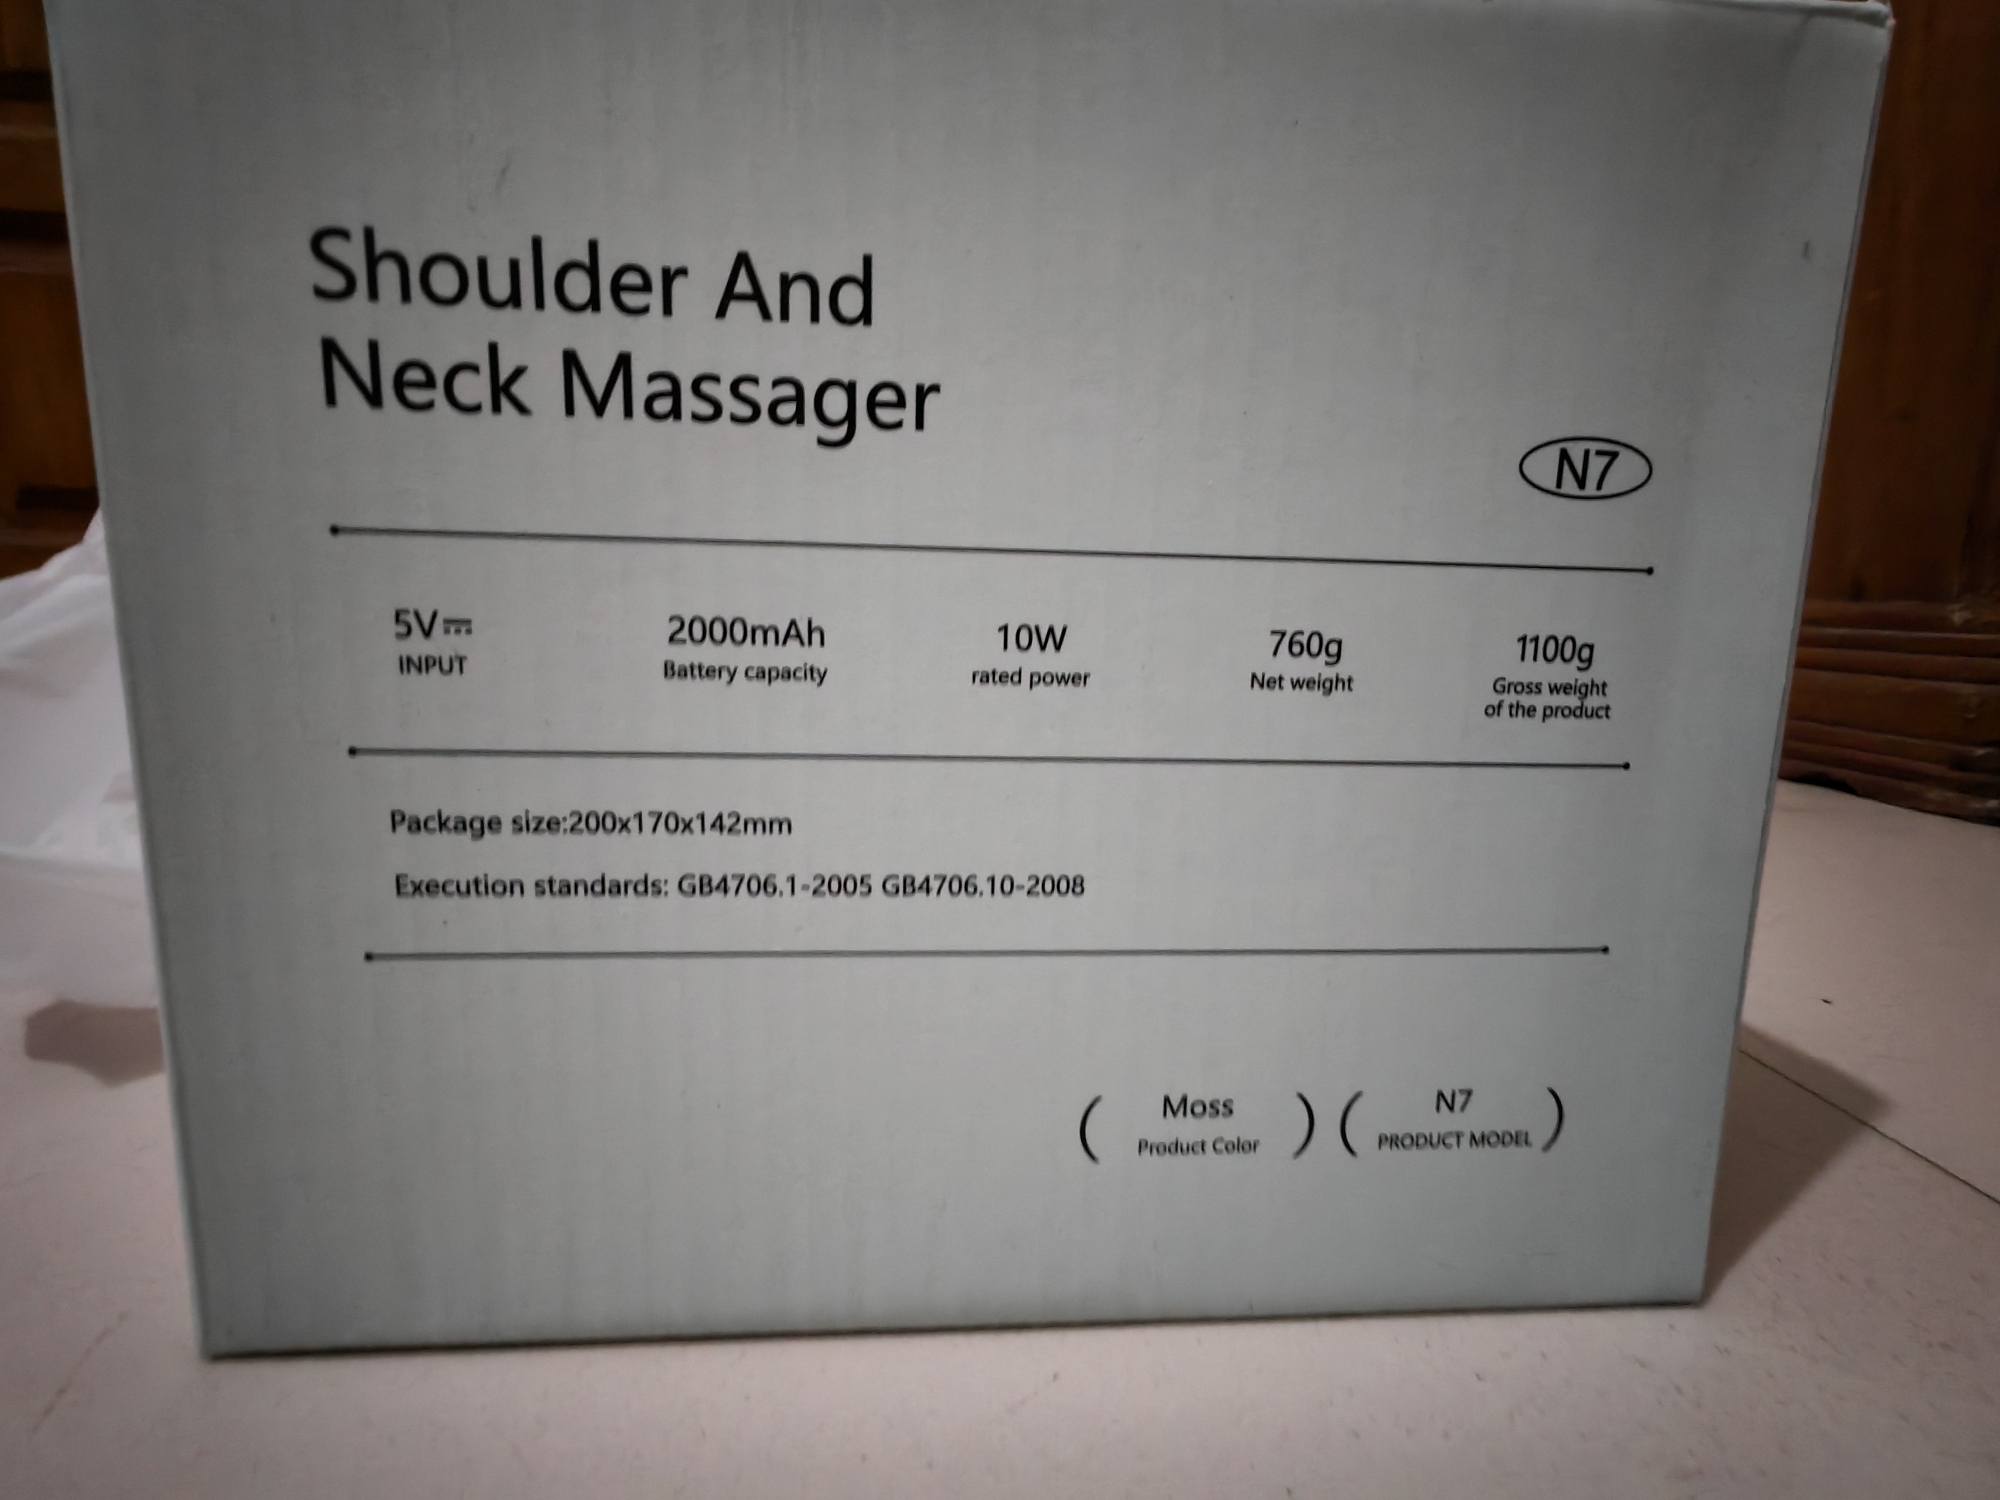 Shoulder And
Neck Massager
N7
5V⎓
INPUT
2000mAh
Battery capacity
10W
rated power
760g
Net weight
1100g
Gross weight
of the product
Package size:200x170x142mm
Execution standards: GB4706.1-2005 GB4706.10-2008
( Moss
Product Color )
( N7
PRODUCT MODEL )